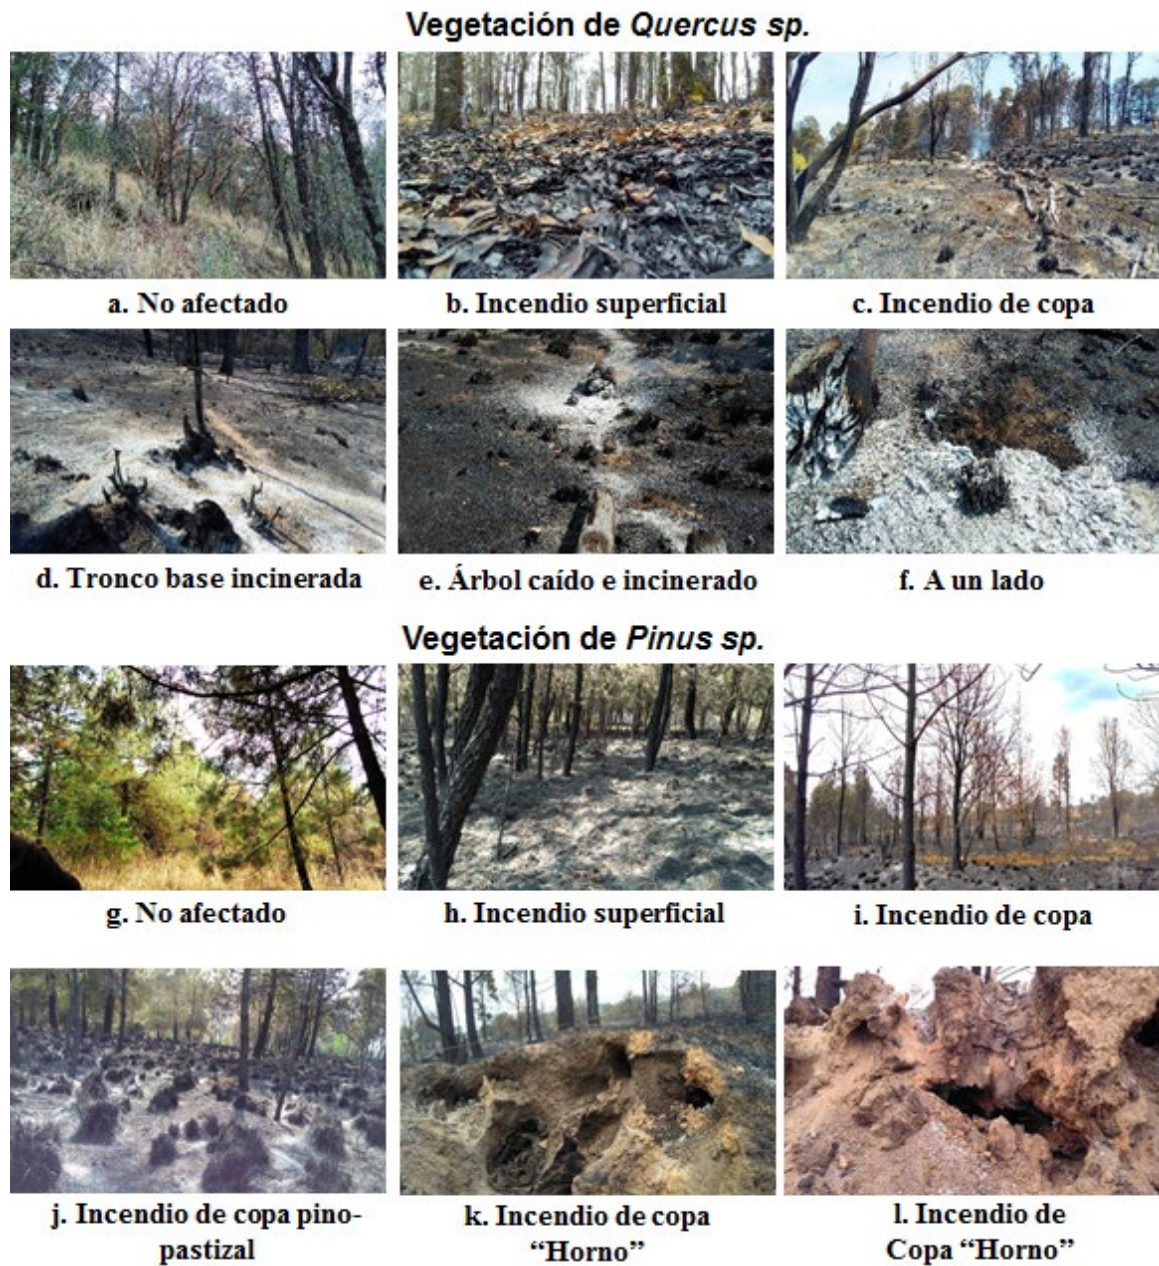 Vegetación de Quercus sp.
a. No afectado
b. Incendio superficial
c. Incendio de copa
d. Tronco base incinerada
e. Árbol caído e incinerado
f. A un lado
Vegetación de Pinus sp.
g. No afectado
h. Incendio superficial
i. Incendio de copa
j. Incendio de copa pino-
pastizal
k. Incendio de copa
“Horno”
l. Incendio de
Copa “Horno”